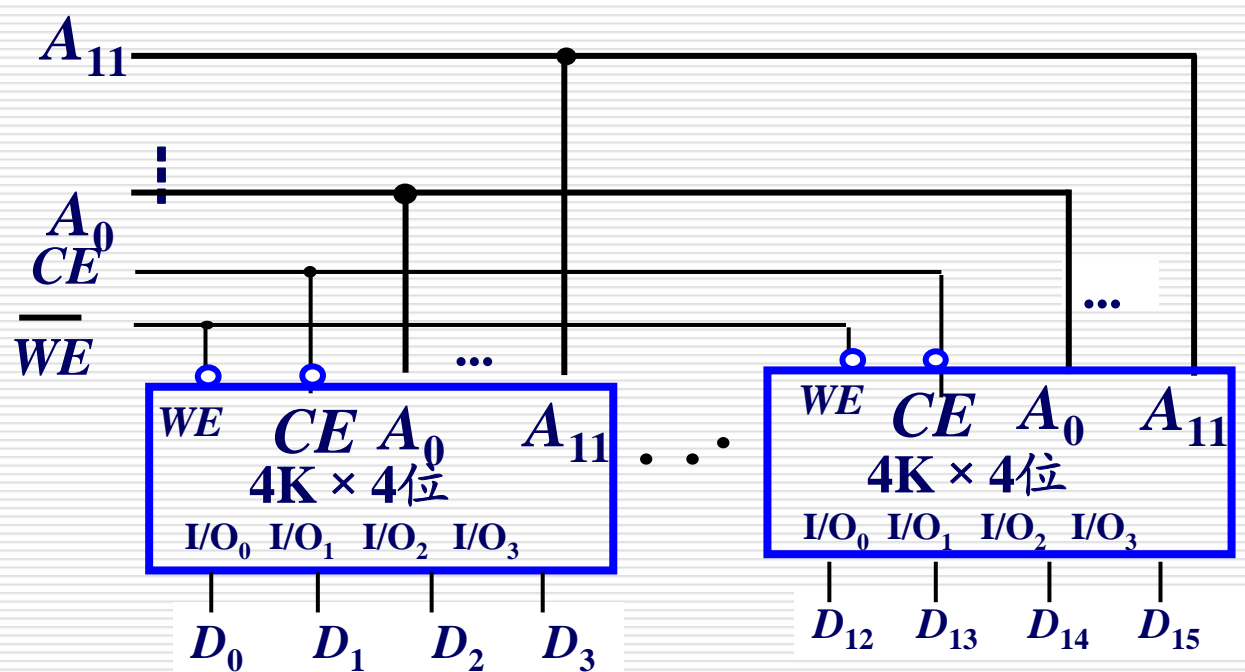 A₁₁
A₀
CE
W̅E̅
...
...
WE CE A₀ A₁₁
4K × 4位
I/O₀ I/O₁ I/O₂ I/O₃
D₀ D₁ D₂ D₃
WE CE A₀ A₁₁
4K × 4位
I/O₀ I/O₁ I/O₂ I/O₃
D₁₂ D₁₃ D₁₄ D₁₅